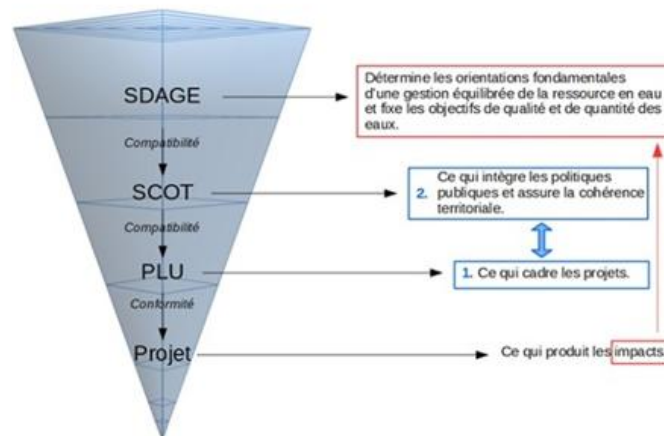 SDAGE
Détermine les orientations fondamentales
d'une gestion équilibrée de la ressource en eau
et fixe les objectifs de qualité et de quantité des
eaux.
Compatibilité
SCOT
2. Ce qui intègre les politiques
publiques et assure la cohérence
territoriale.
Compatibilité
PLU
1. Ce qui cadre les projets.
Conformité
Projet
Ce qui produit les impacts